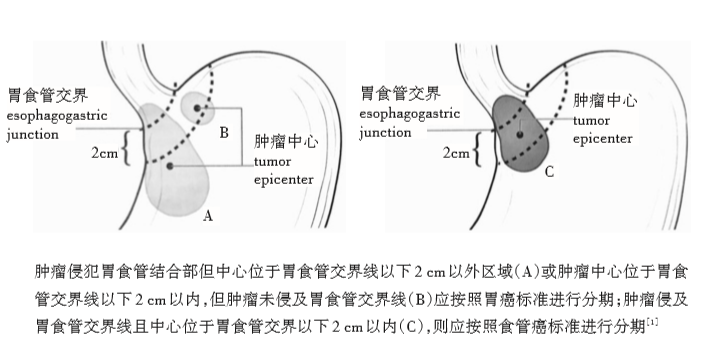 胃食管交界
esophagogastric
junction
2cm
B
肿瘤中心
tumor
epicenter
A
胃食管交界
esophagogastric
junction
2cm
肿瘤中心
tumor
epicenter
C
肿瘤侵犯胃食管结合部但中心位于胃食管交界线以下2 cm以外区域(A)或肿瘤中心位于胃食
管交界线以下2 cm以内,但肿瘤未侵及胃食管交界线(B)应按照胃癌标准进行分期;肿瘤侵及
胃食管交界线且中心位于胃食管交界以下2 cm以内(C),则应按照食管癌标准进行分期[1]